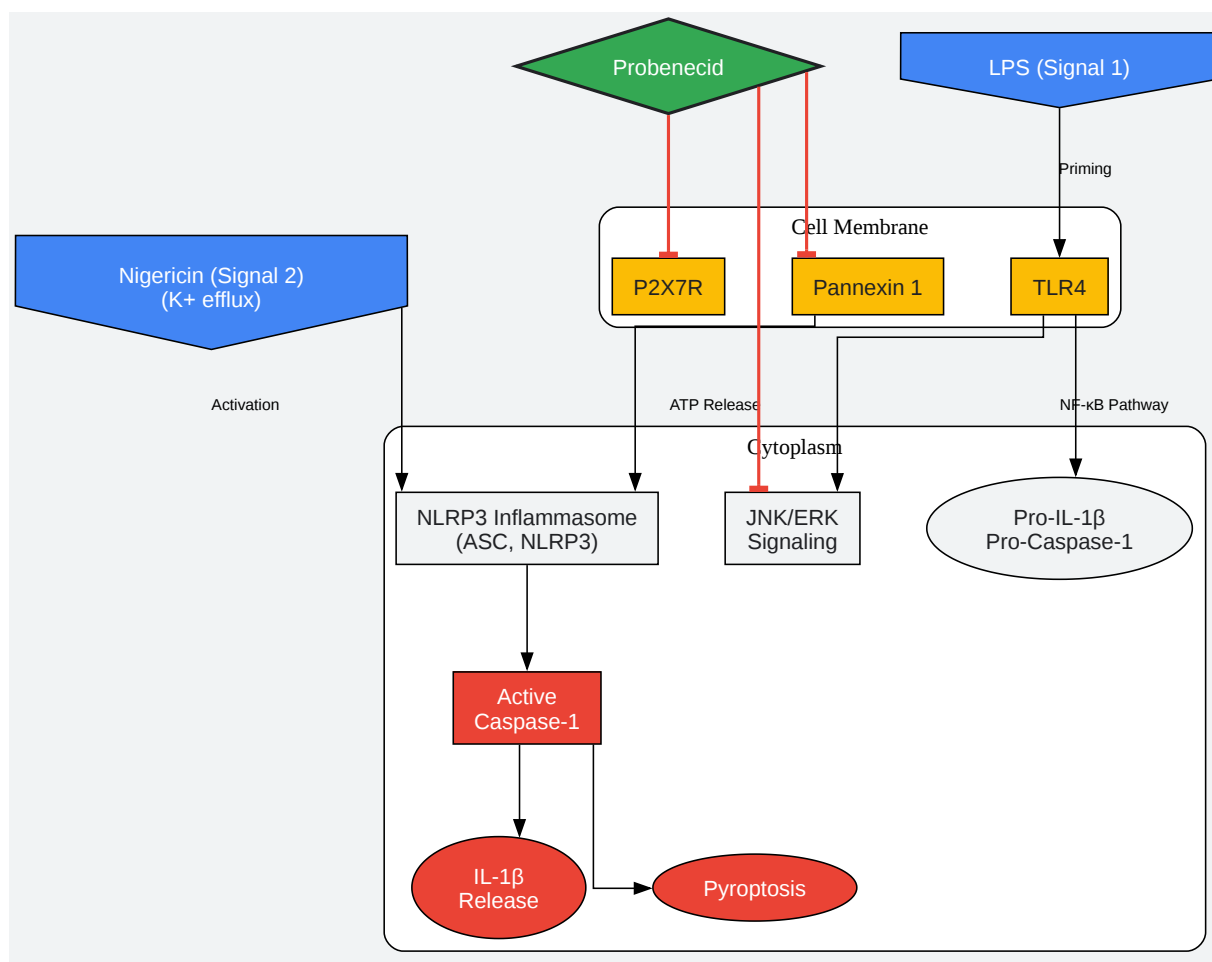 Probenecid
LPS (Signal 1)
Priming
Cell Membrane
Nigericin (Signal 2)
(K+ efflux)
P2X7R
Pannexin 1
TLR4
Activation
ATP Release
NF-κB Pathway
Cytoplasm
NLRP3 Inflammasome
(ASC, NLRP3)
JNK/ERK
Signaling
Pro-IL-1β
Pro-Caspase-1
Active
Caspase-1
IL-1β
Release
Pyroptosis